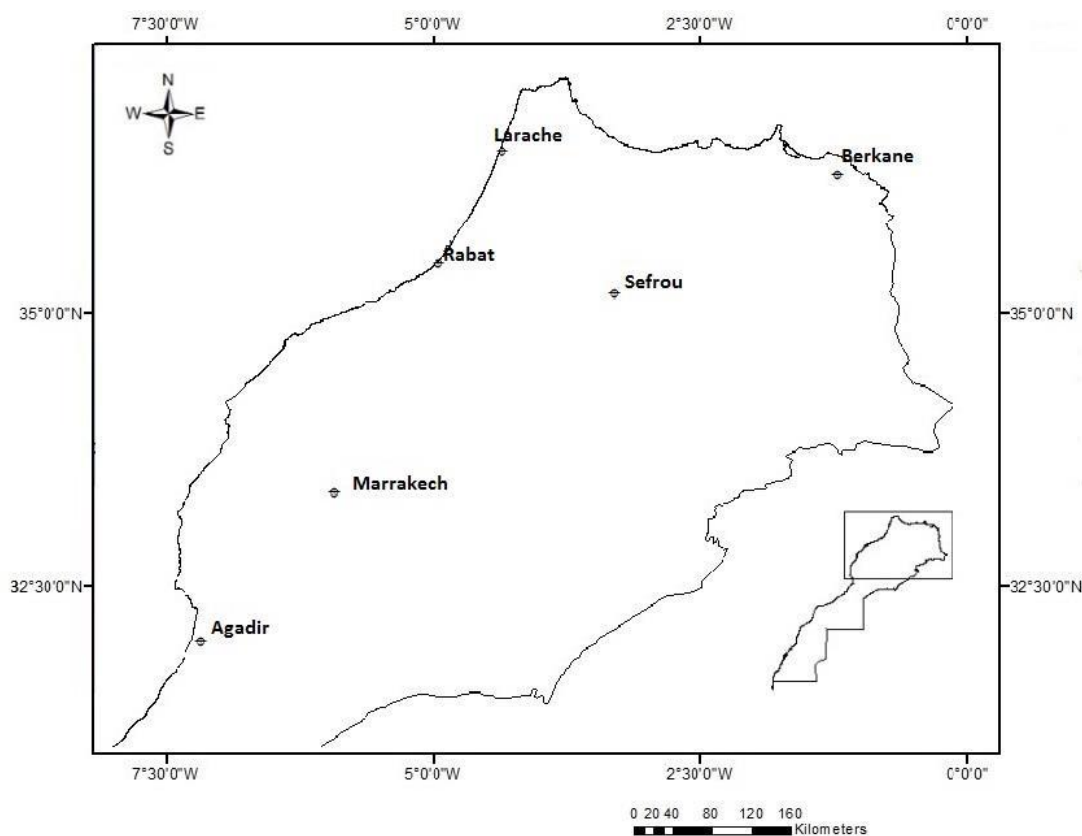 7°30'0"W 5°0'0"W 2°30'0"W 0°0'0"
N
W E
S
Larache
Berkane
Rabat
Sefrou
35°0'0"N 35°0'0"N
Marrakech
32°30'0"N 32°30'0"N
Agadir
7°30'0"W 5°0'0"W 2°30'0"W 0°0'0"
0 20 40 80 120 160
Kilometers